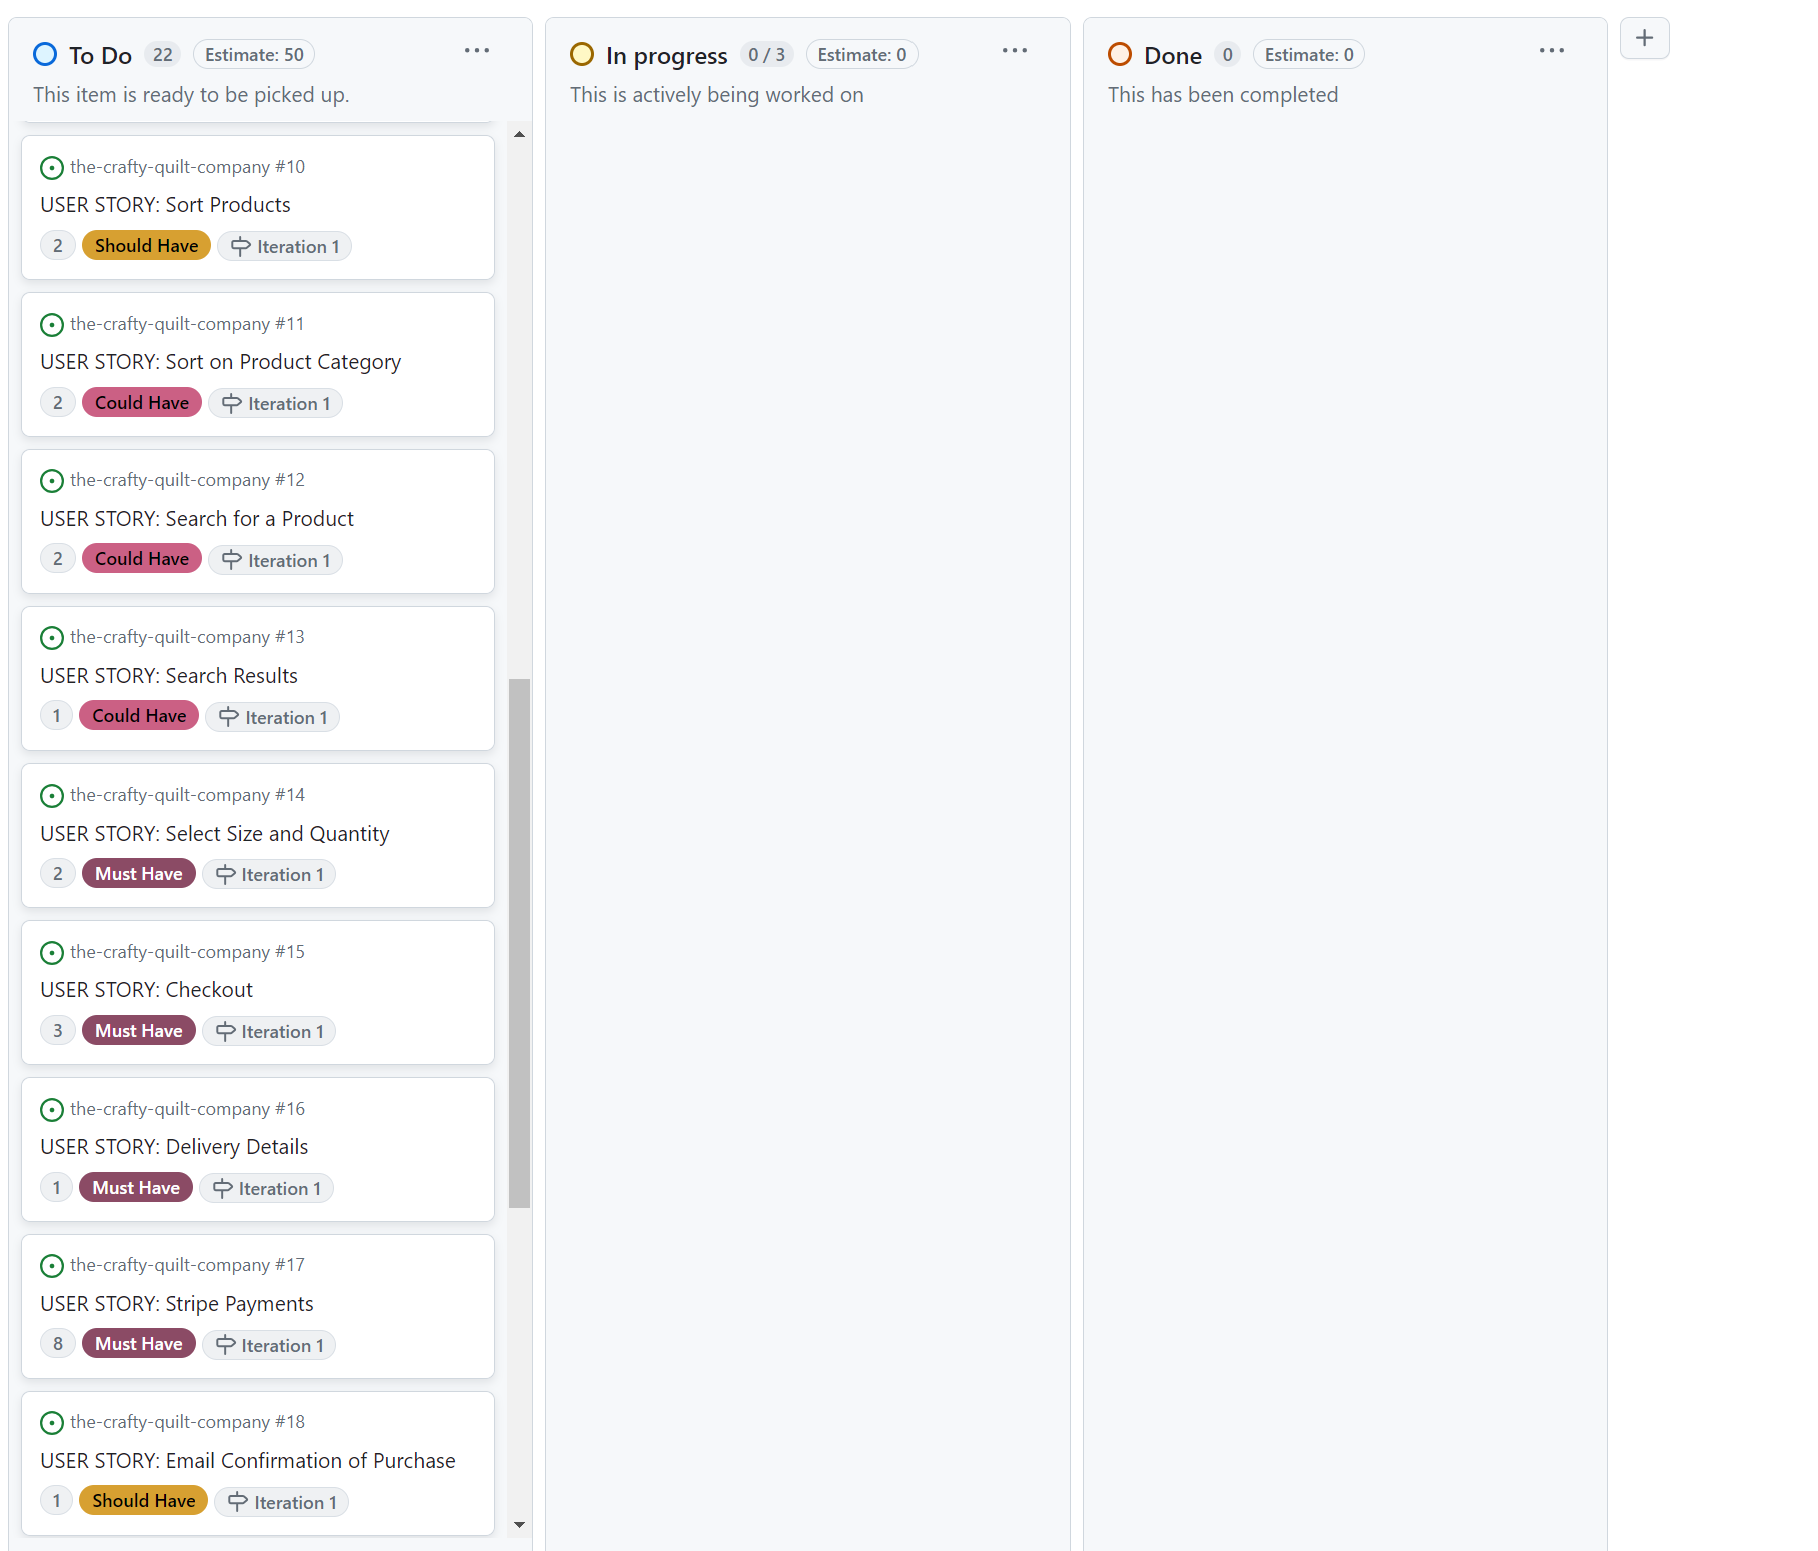 To Do 22 Estimate: 50
This item is ready to be picked up.
the-crafty-quilt-company #10
USER STORY: Sort Products
2 Should Have Iteration 1
the-crafty-quilt-company #11
USER STORY: Sort on Product Category
2 Could Have Iteration 1
the-crafty-quilt-company #12
USER STORY: Search for a Product
2 Could Have Iteration 1
the-crafty-quilt-company #13
USER STORY: Search Results
1 Could Have Iteration 1
the-crafty-quilt-company #14
USER STORY: Select Size and Quantity
2 Must Have Iteration 1
the-crafty-quilt-company #15
USER STORY: Checkout
3 Must Have Iteration 1
the-crafty-quilt-company #16
USER STORY: Delivery Details
1 Must Have Iteration 1
the-crafty-quilt-company #17
USER STORY: Stripe Payments
8 Must Have Iteration 1
the-crafty-quilt-company #18
USER STORY: Email Confirmation of Purchase
1 Should Have Iteration 1
In progress 0 / 3 Estimate: 0
This is actively being worked on
Done 0 Estimate: 0
This has been completed